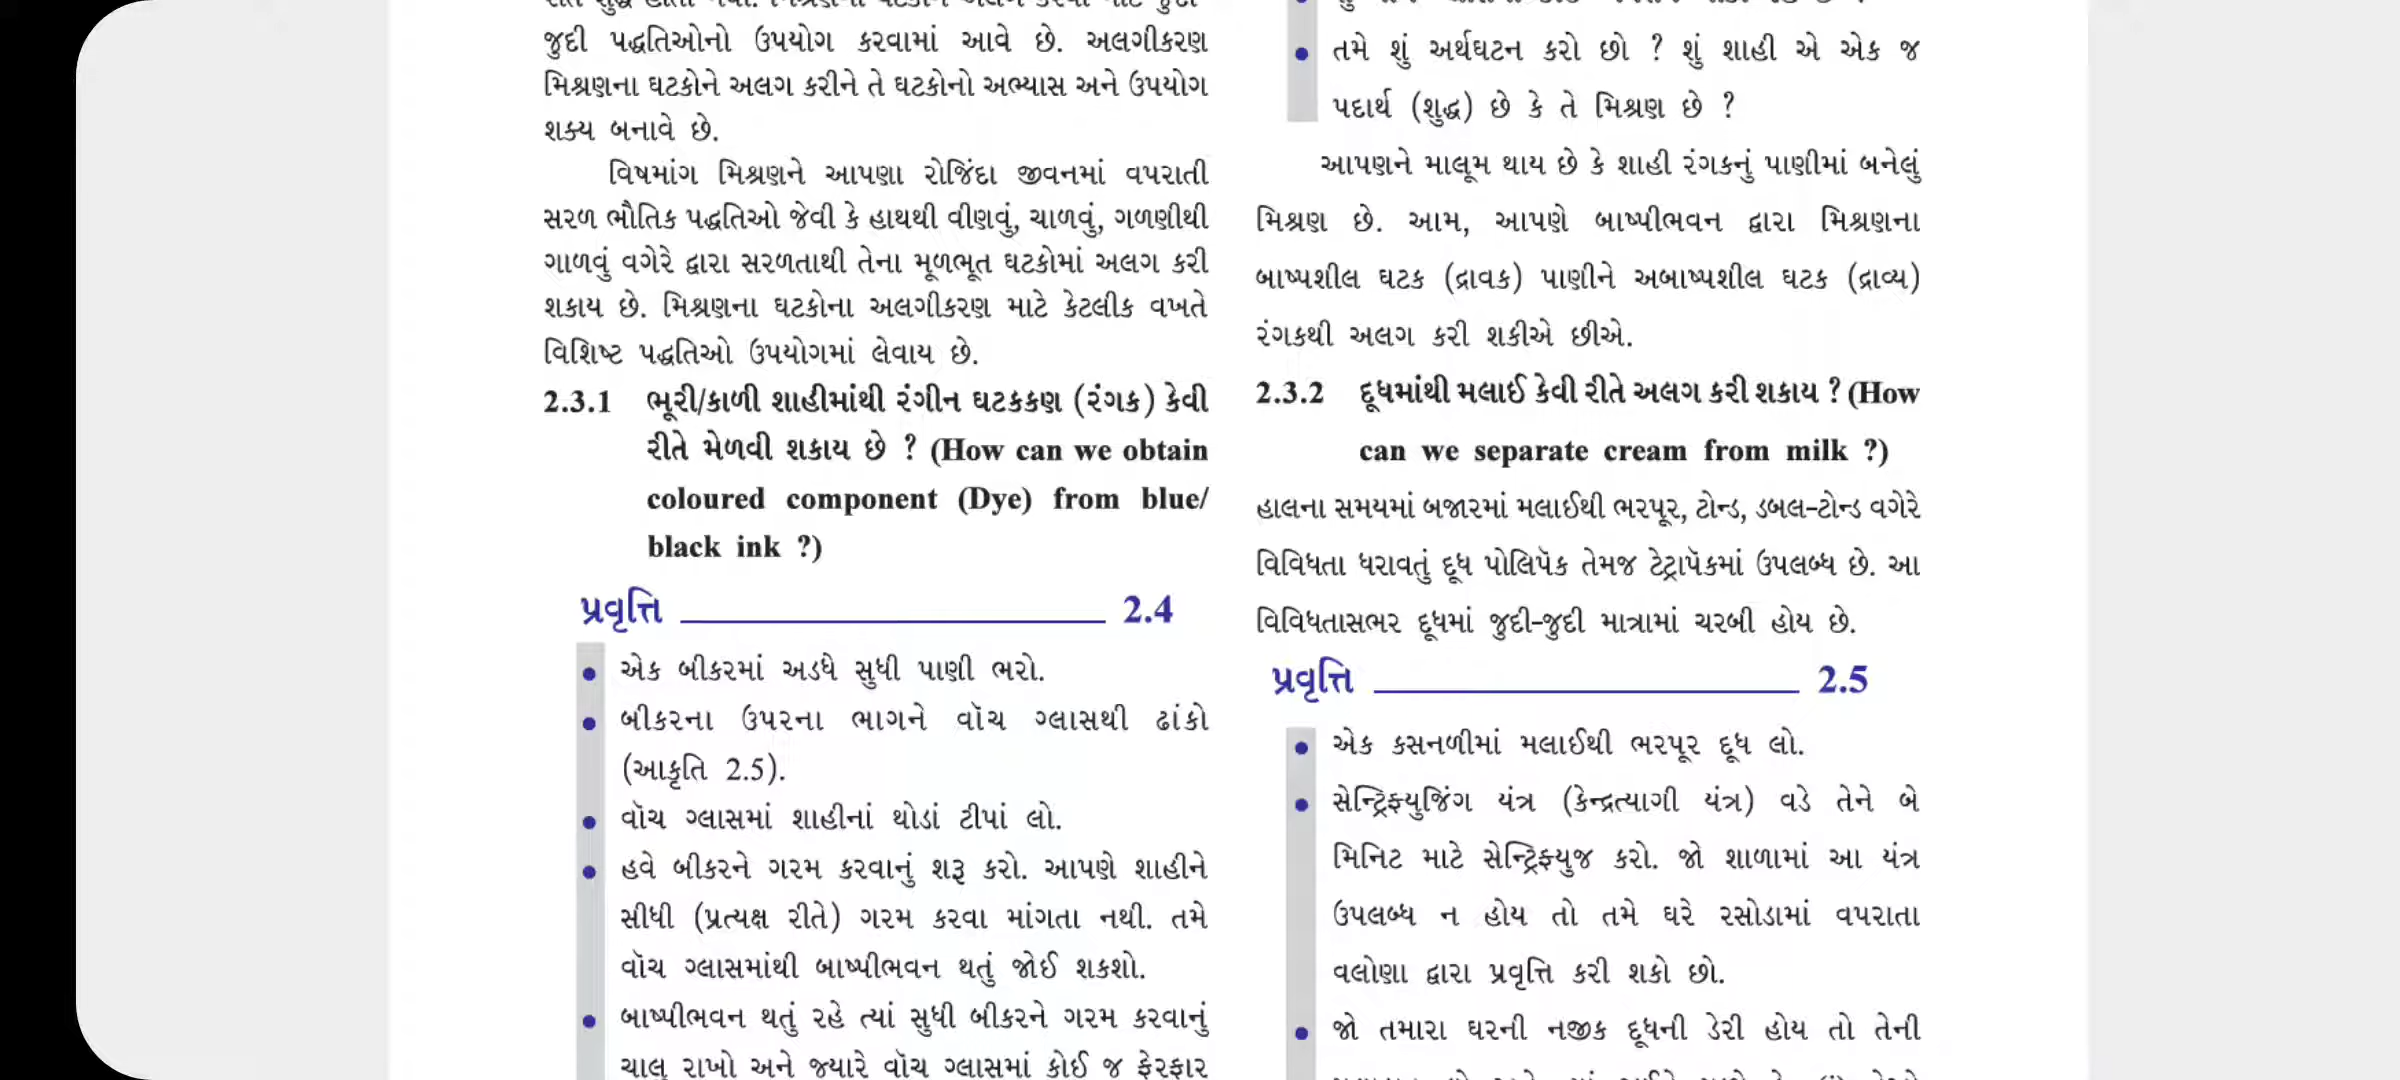 જુદી પદ્ધતિઓનો ઉપયોગ કરવામાં આવે છે. અલગીકરણ
મિશ્રણના ઘટકોને અલગ કરીને તે ઘટકોનો અભ્યાસ અને ઉપયોગ
શક્ય બનાવે છે.
વિષમાંગ મિશ્રણને આપણા રોજિંદા જીવનમાં વપરાતી
સરળ ભૌતિક પદ્ધતિઓ જેવી કે હાથથી વીણવું, ચાળવું, ગળણીથી
ગાળવું વગેરે દ્વારા સરળતાથી તેના મૂળભૂત ઘટકોમાં અલગ કરી
શકાય છે. મિશ્રણના ઘટકોના અલગીકરણ માટે કેટલીક વખતે
વિશિષ્ટ પદ્ધતિઓ ઉપયોગમાં લેવાય છે.
2.3.1 ભૂરી/કાળી શાહીમાંથી રંગીન ઘટકકણ (રંગક) કેવી
રીતે મેળવી શકાય છે ? (How can we obtain
coloured component (Dye) from blue/
black ink ?)
પ્રવૃત્તિ 2.4
• એક બીકરમાં અડધે સુધી પાણી ભરો.
• બીકરના ઉપરના ભાગને વૉચ ગ્લાસથી ઢાંકો
(આકૃતિ 2.5).
• વૉચ ગ્લાસમાં શાહીનાં થોડાં ટીપાં લો.
• હવે બીકરને ગરમ કરવાનું શરૂ કરો. આપણે શાહીને
સીધી (પ્રત્યક્ષ રીતે) ગરમ કરવા માંગતા નથી. તમે
વૉચ ગ્લાસમાંથી બાષ્પીભવન થતું જોઈ શકશો.
• બાષ્પીભવન થતું રહે ત્યાં સુધી બીકરને ગરમ કરવાનું
ચાલુ રાખો અને જ્યારે વૉચ ગ્લાસમાં કોઈ જ ફેરફાર
• તમે શું અર્થઘટન કરો છો ? શું શાહી એ એક જ
પદાર્થ (શુદ્ધ) છે કે તે મિશ્રણ છે ?
આપણને માલૂમ થાય છે કે શાહી રંગકનું પાણીમાં બનેલું
મિશ્રણ છે. આમ, આપણે બાષ્પીભવન દ્વારા મિશ્રણના
બાષ્પશીલ ઘટક (દ્રાવક) પાણીને અબાષ્પશીલ ઘટક (દ્રાવ્ય)
રંગકથી અલગ કરી શકીએ છીએ.
2.3.2 દૂધમાંથી મલાઈ કેવી રીતે અલગ કરી શકાય ? (How
can we separate cream from milk ?)
હાલના સમયમાં બજારમાં મલાઈથી ભરપૂર, ટોન્ડ, ડબલ-ટોન્ડ વગેરે
વિવિધતા ધરાવતું દૂધ પોલિપૅક તેમજ ટેટ્રાપૅકમાં ઉપલબ્ધ છે. આ
વિવિધતાસભર દૂધમાં જુદી-જુદી માત્રામાં ચરબી હોય છે.
પ્રવૃત્તિ 2.5
• એક કસનળીમાં મલાઈથી ભરપૂર દૂધ લો.
• સેન્ટ્રિફ્યુજિંગ યંત્ર (કેન્દ્રત્યાગી યંત્ર) વડે તેને બે
મિનિટ માટે સેન્ટ્રિફ્યુજ કરો. જો શાળામાં આ યંત્ર
ઉપલબ્ધ ન હોય તો તમે ઘરે રસોડામાં વપરાતા
વલોણા દ્વારા પ્રવૃત્તિ કરી શકો છો.
• જો તમારા ઘરની નજીક દૂધની ડેરી હોય તો તેની